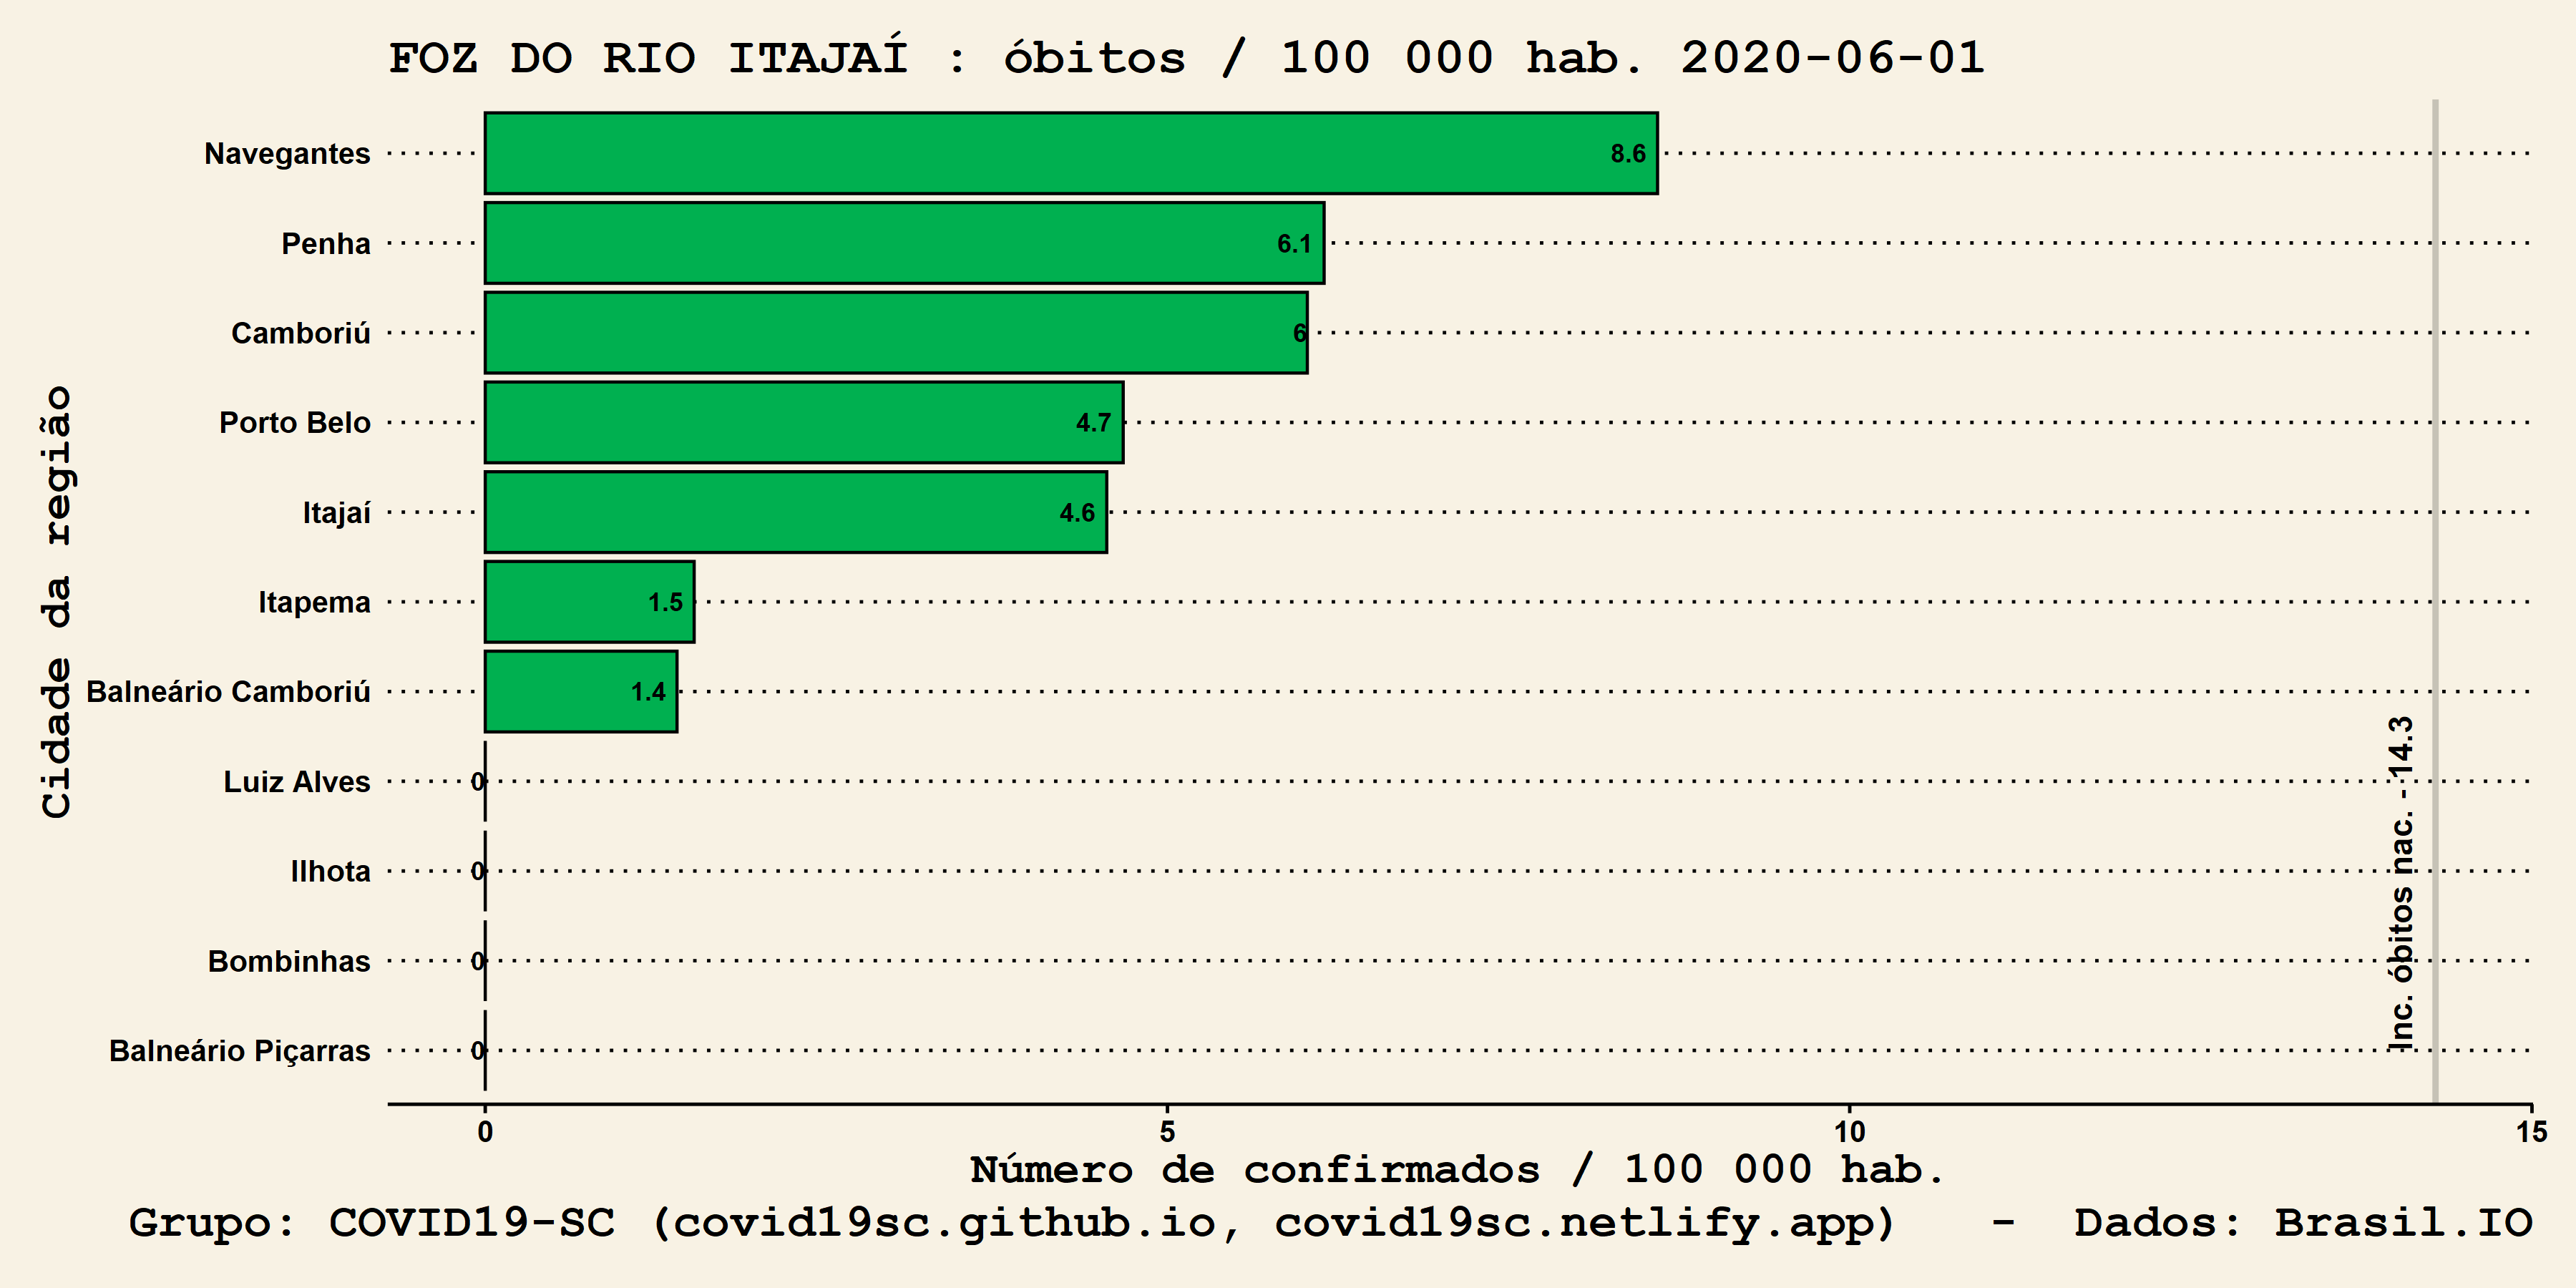 FOZ DO RIO ITAJAÍ : óbitos / 100 000 hab. 2020-06-01
Cidade da região
Navegantes 8.6
Penha 6.1
Camboriú 6
Porto Belo 4.7
Itajaí 4.6
Itapema 1.5
Balneário Camboriú 1.4
Luiz Alves 0
Ilhota 0
Bombinhas 0
Balneário Piçarras 0
Inc. óbitos nac. - 14.3
0 5 10 15
Número de confirmados / 100 000 hab.
Grupo: COVID19-SC (covid19sc.github.io, covid19sc.netlify.app) - Dados: Brasil.IO